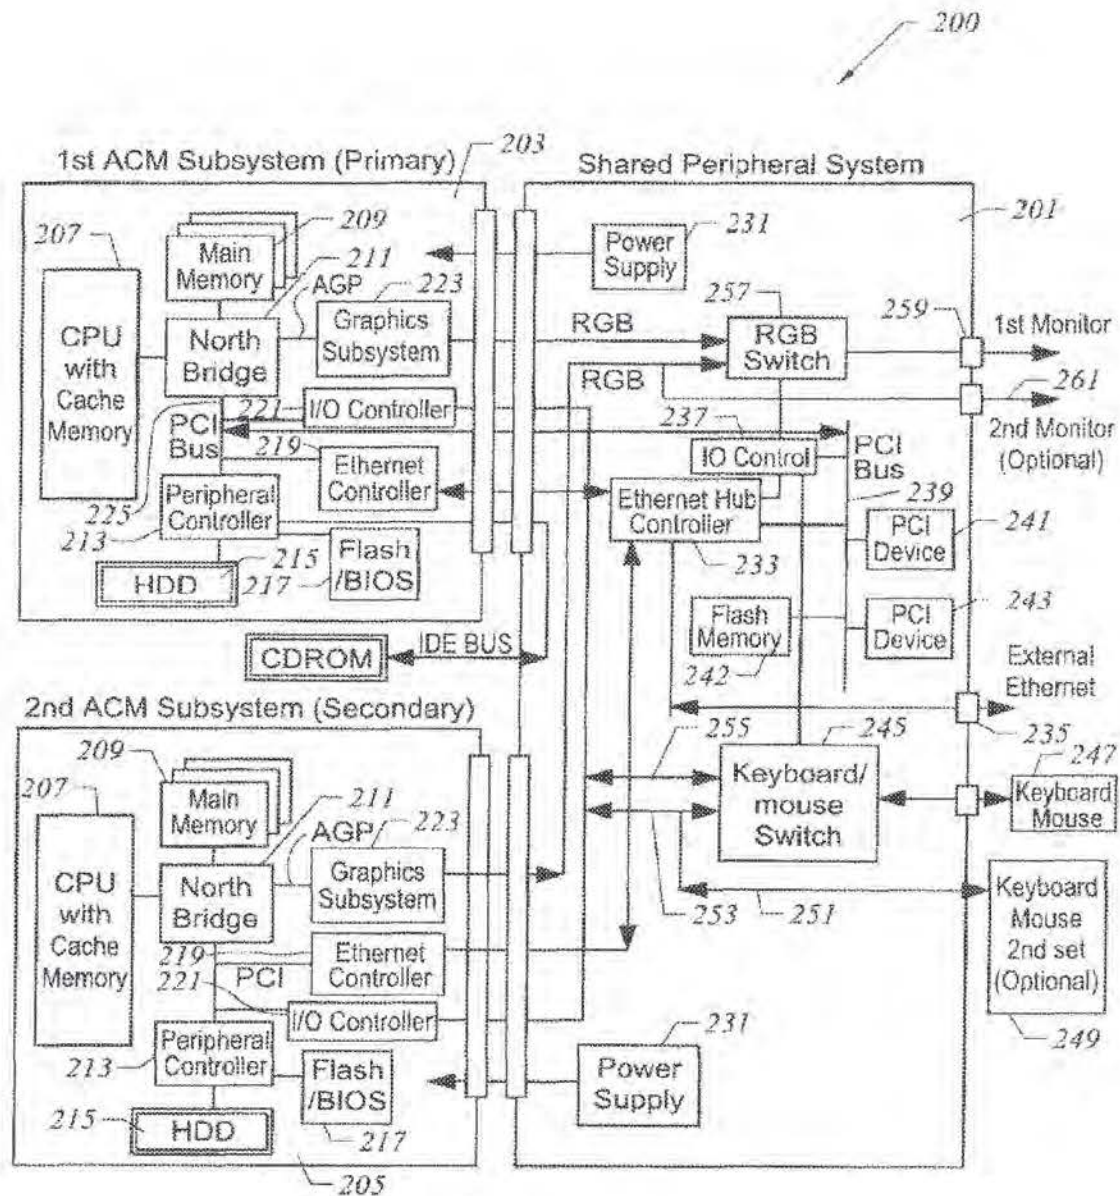 200
1st ACM Subsystem (Primary)
203
Shared Peripheral System
201
207
209
Main
Memory
211
AGP
223
CPU
with
Cache
Memory
North
Bridge
Graphics
Subsystem
221
I/O Controller
PCI
Bus
219
Ethernet
Controller
225
Peripheral
Controller
213
215
HDD
217
Flash
/BIOS
CDROM
IDE BUS
Power
Supply
231
257
RGB
RGB
RGB
Switch
259
1st Monitor
261
2nd Monitor
(Optional)
237
IO Control
PCI
Bus
239
Ethernet Hub
Controller
233
PCI
Device
241
Flash
Memory
242
PCI
Device
243
External
Ethernet
235
255
245
Keyboard/
mouse
Switch
247
Keyboard
Mouse
253
251
Keyboard
Mouse
2nd set
(Optional)
249
2nd ACM Subsystem (Secondary)
209
207
Main
Memory
211
AGP
223
CPU
with
Cache
Memory
North
Bridge
Graphics
Subsystem
219
Ethernet
Controller
PCI
221
I/O Controller
Peripheral
Controller
213
Flash
/BIOS
215
HDD
217
205
231
Power
Supply